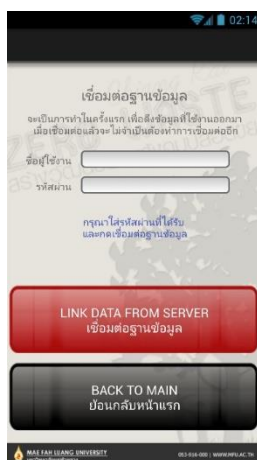 02:14
เชื่อมต่อฐานข้อมูล
จะเป็นการทำในครั้งแรก เพื่อดึงข้อมูลที่ใช้งานออกมา
เมื่อเชื่อมต่อแล้วจะไม่จำเป็นต้องทำการเชื่อมต่ออีก
ชื่อผู้ใช้งาน
รหัสผ่าน
กรุณาใส่รหัสผ่านที่ได้รับ
และกดเชื่อมต่อฐานข้อมูล
LINK DATA FROM SERVER
เชื่อมต่อฐานข้อมูล
BACK TO MAIN
ย้อนกลับหน้าแรก
MAE FAH LUANG UNIVERSITY
WWW.MFU.AC.TH